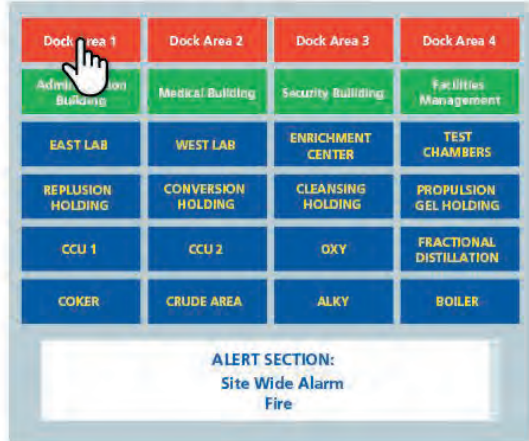 Dock Area 1
Dock Area 2
Dock Area 3
Dock Area 4
Building
Medical Building
Security Building
Facilities
Management
EAST LAB
WEST LAB
ENRICHMENT
CENTER
TEST
CHAMBERS
REPLUSION
HOLDING
CONVERSION
HOLDING
CLEANSING
HOLDING
PROPULSION
GEL HOLDING
CCU 1
CCU 2
OXY
FRACTIONAL
DISTILLATION
COKER
CRUDE AREA
ALKY
BOILER
ALERT SECTION:
Site Wide Alarm
Fire